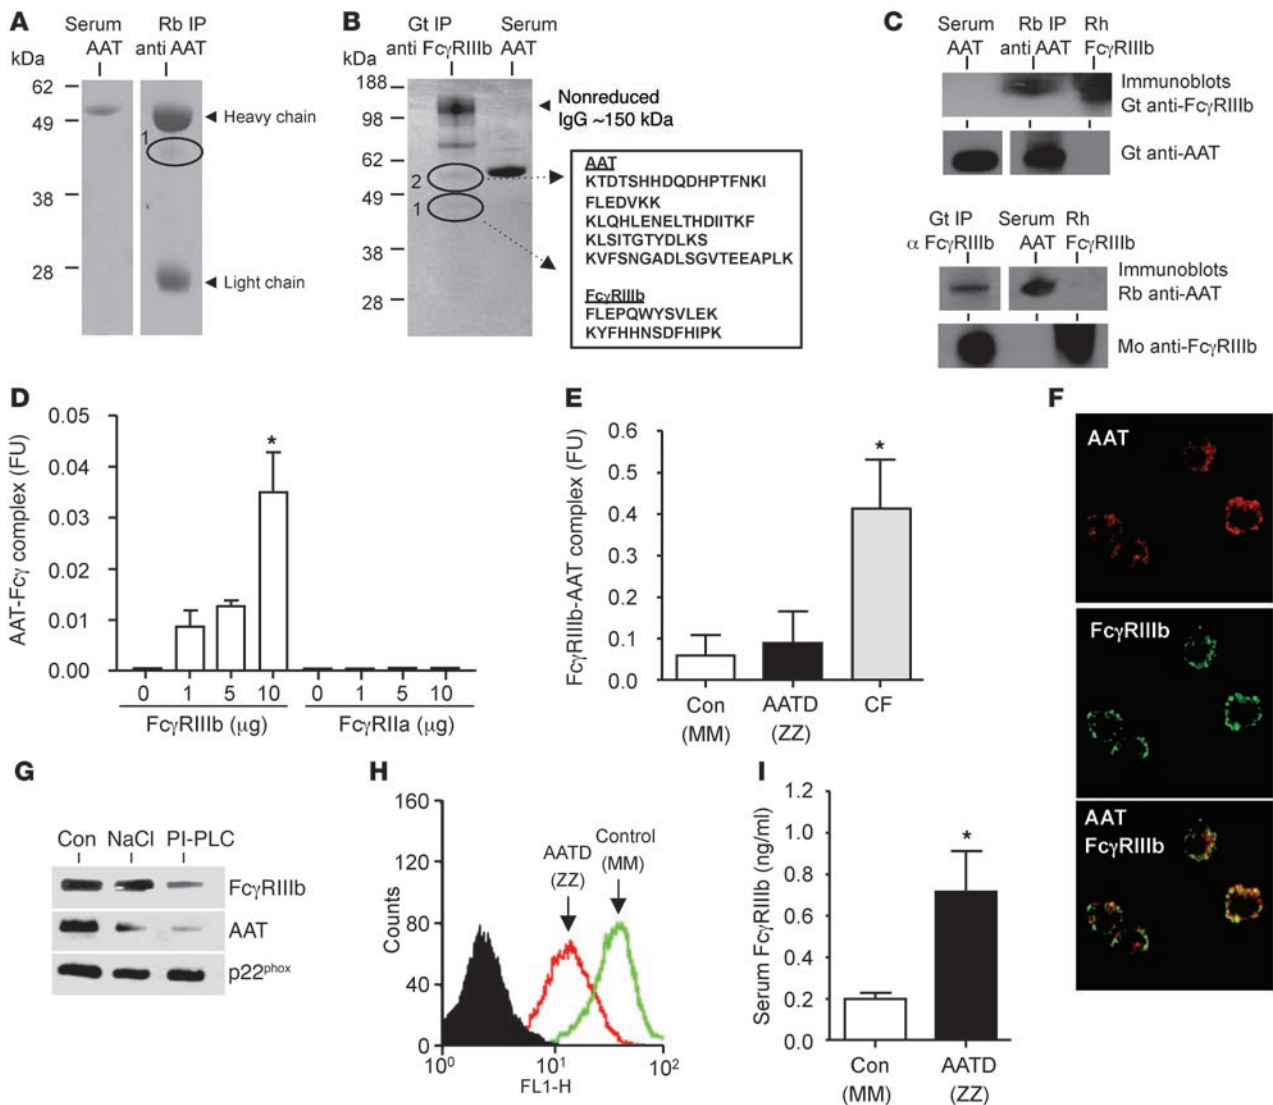 A
Serum
AAT
Rb IP
anti AAT
kDa
62
49
38
28
1
Heavy chain
Light chain
B
Gt IP
anti FcγRIIIb
Serum
AAT
kDa
188
98
62
49
38
28
2
1
Nonreduced
IgG ~150 kDa
AAT
KTDTSHHDQDHPTFNKI
FLEDVKK
KLQHLENELTHDIITKF
KLSITGTYDLKS
KVFSNGADLSGVTEEAPLK
FcγRIIIb
FLEPQWYSVLEK
KYFHHNSDFHIPK
C
Serum
AAT
Rb IP
anti AAT
Rh
FcγRIIIb
Immunoblots
Gt anti-FcγRIIIb
Gt anti-AAT
Gt IP
α FcγRIIIb
Serum
AAT
Rh
FcγRIIIb
Immunoblots
Rb anti-AAT
Mo anti-FcγRIIIb
D
AAT-Fcγ complex (FU)
0.05
0.04
0.03
0.02
0.01
0.00
*
0 1 5 10 0 1 5 10
FcγRIIIb (μg) FcγRIIa (μg)
E
FcγRIIIb-AAT complex (FU)
0.6
0.5
0.4
0.3
0.2
0.1
0.0
*
Con
(MM)
AATD
(ZZ)
CF
F
AAT
FcγRIIIb
AAT
FcγRIIIb
G
Con NaCl PI-PLC
FcγRIIIb
AAT
p22phox
H
Counts
160
120
80
40
0
AATD
(ZZ)
Control
(MM)
10⁰ 10¹ 10²
FL1-H
I
Serum FcγRIIIb (ng/ml)
1.2
1.0
0.8
0.6
0.4
0.2
0.0
*
Con
(MM)
AATD
(ZZ)